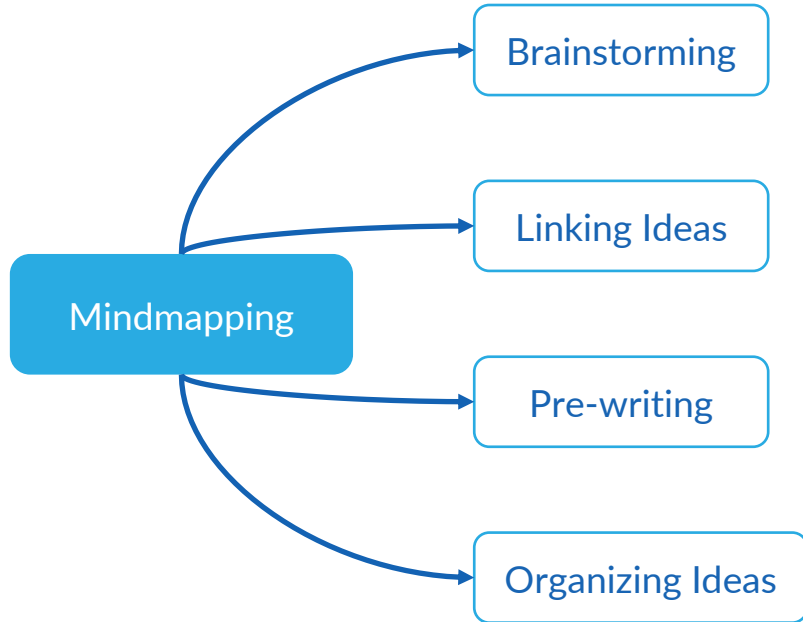 Brainstorming
Linking Ideas
Mindmapping
Pre-writing
Organizing Ideas